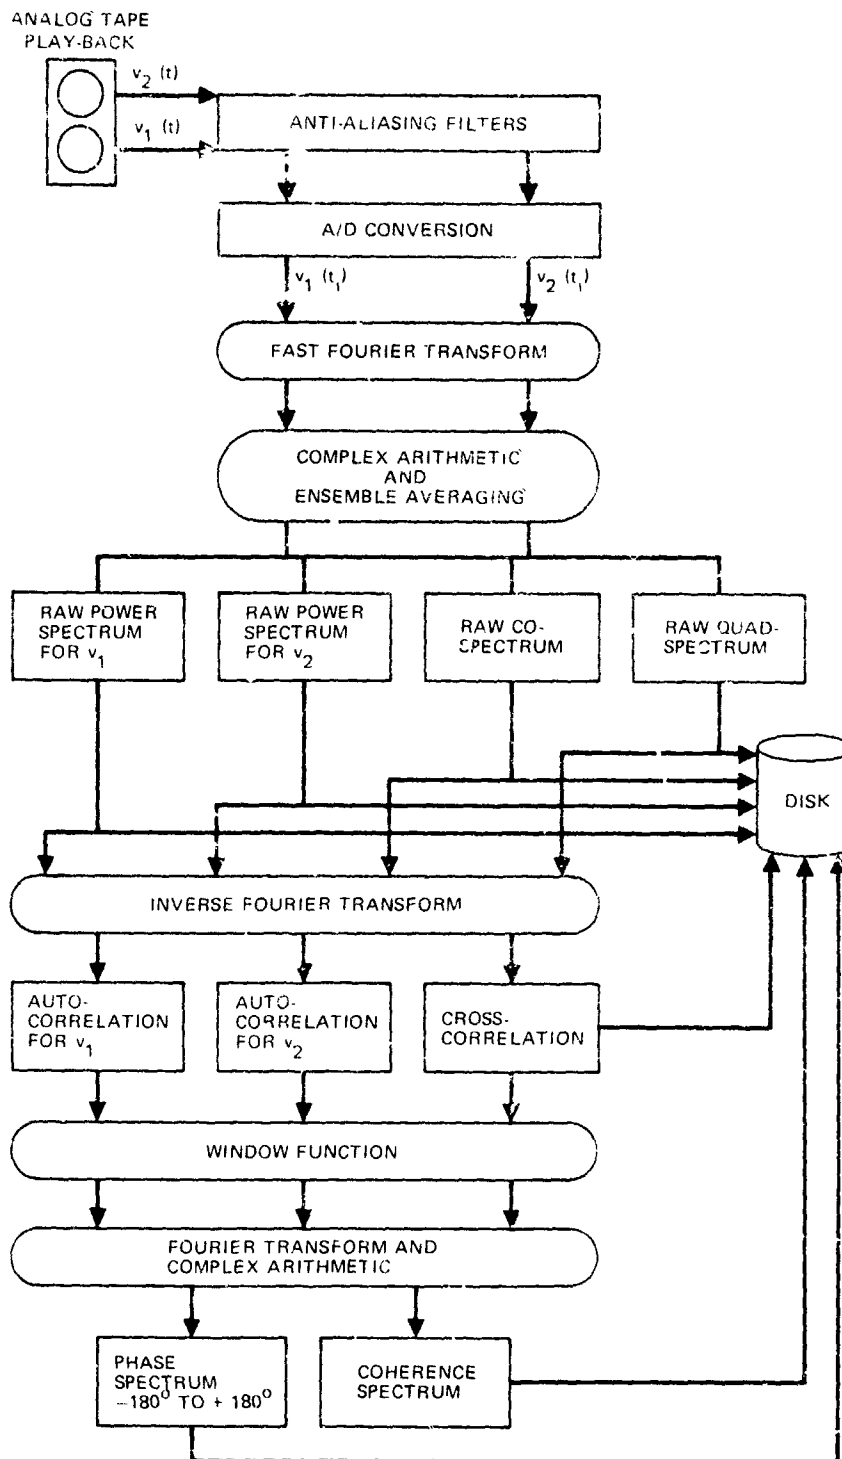 ANALOG TAPE
PLAY-BACK
v2 (t)
v1 (t)
ANTI-ALIASING FILTERS
A/D CONVERSION
v1 (ti)
v2 (ti)
FAST FOURIER TRANSFORM
COMPLEX ARITHMETIC
AND
ENSEMBLE AVERAGING
RAW POWER
SPECTRUM
FOR v1
RAW POWER
SPECTRUM
FOR v2
RAW CO-
SPECTRUM
RAW QUAD-
SPECTRUM
DISK
INVERSE FOURIER TRANSFORM
AUTO-
CORRELATION
FOR v1
AUTO-
CORRELATION
FOR v2
CROSS-
CORRELATION
WINDOW FUNCTION
FOURIER TRANSFORM AND
COMPLEX ARITHMETIC
PHASE
SPECTRUM
−180° TO + 180°
COHERENCE
SPECTRUM